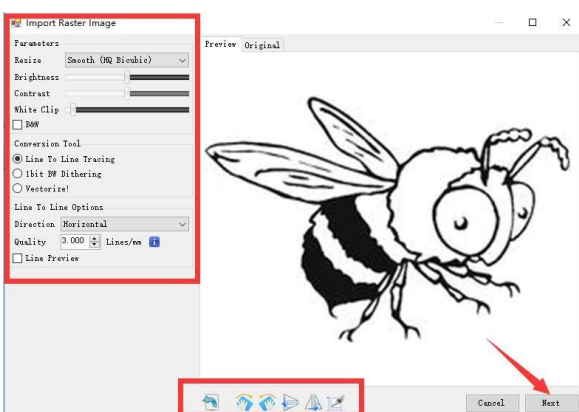 Import Raster Image
Parameters
Resize Smooth (HQ Bicubic)
Brightness
Contrast
White Clip
B&W
Conversion Tool
Line To Line Tracing
1bit BW Dithering
Vectorize!
Line To Line Options
Direction Horizontal
Quality 3.000 Lines/mm
Line Preview
Preview Original
Cancel Next